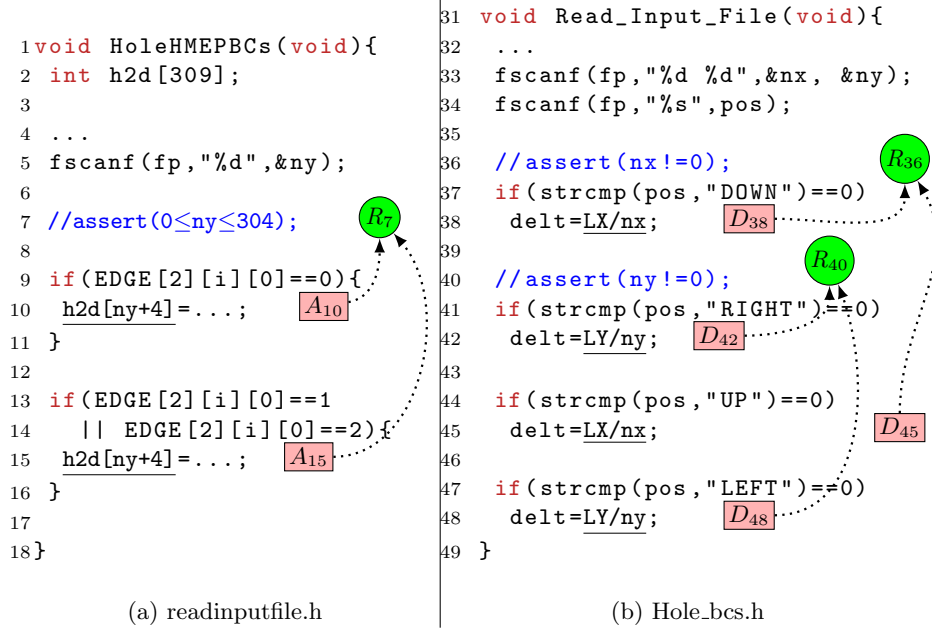 1 void HoleHMEPBCs(void){
2 int h2d[309];
3
4 ...
5 fscanf(fp,"%d",&ny);
6
7 //assert(0≤ny≤304); R7
8
9 if(EDGE[2][i][0]==0){
10 h2d[ny+4]=...; A10
11 }
12
13 if(EDGE[2][i][0]==1
14 || EDGE[2][i][0]==2){
15 h2d[ny+4]=...; A15
16 }
17
18 }
(a) readinputfile.h
31 void Read_Input_File(void){
32 ...
33 fscanf(fp,"%d %d",&nx, &ny);
34 fscanf(fp,"%s",pos);
35
36 //assert(nx!=0); R36
37 if(strcmp(pos,"DOWN")==0)
38 delt=LX/nx; D38
39
40 //assert(ny!=0); R40
41 if(strcmp(pos,"RIGHT")==0)
42 delt=LY/ny; D42
43
44 if(strcmp(pos,"UP")==0)
45 delt=LX/nx; D45
46
47 if(strcmp(pos,"LEFT")==0)
48 delt=LY/ny; D48
49 }
(b) Hole_bcs.h